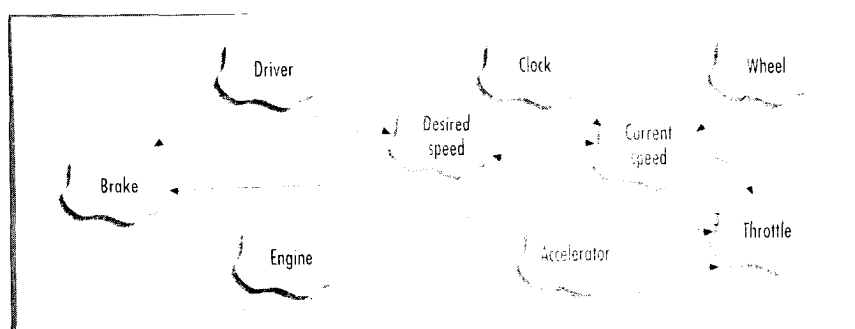 Driver
Clock
Wheel
Desired
speed
Current
speed
Brake
Throttle
Engine
Accelerator